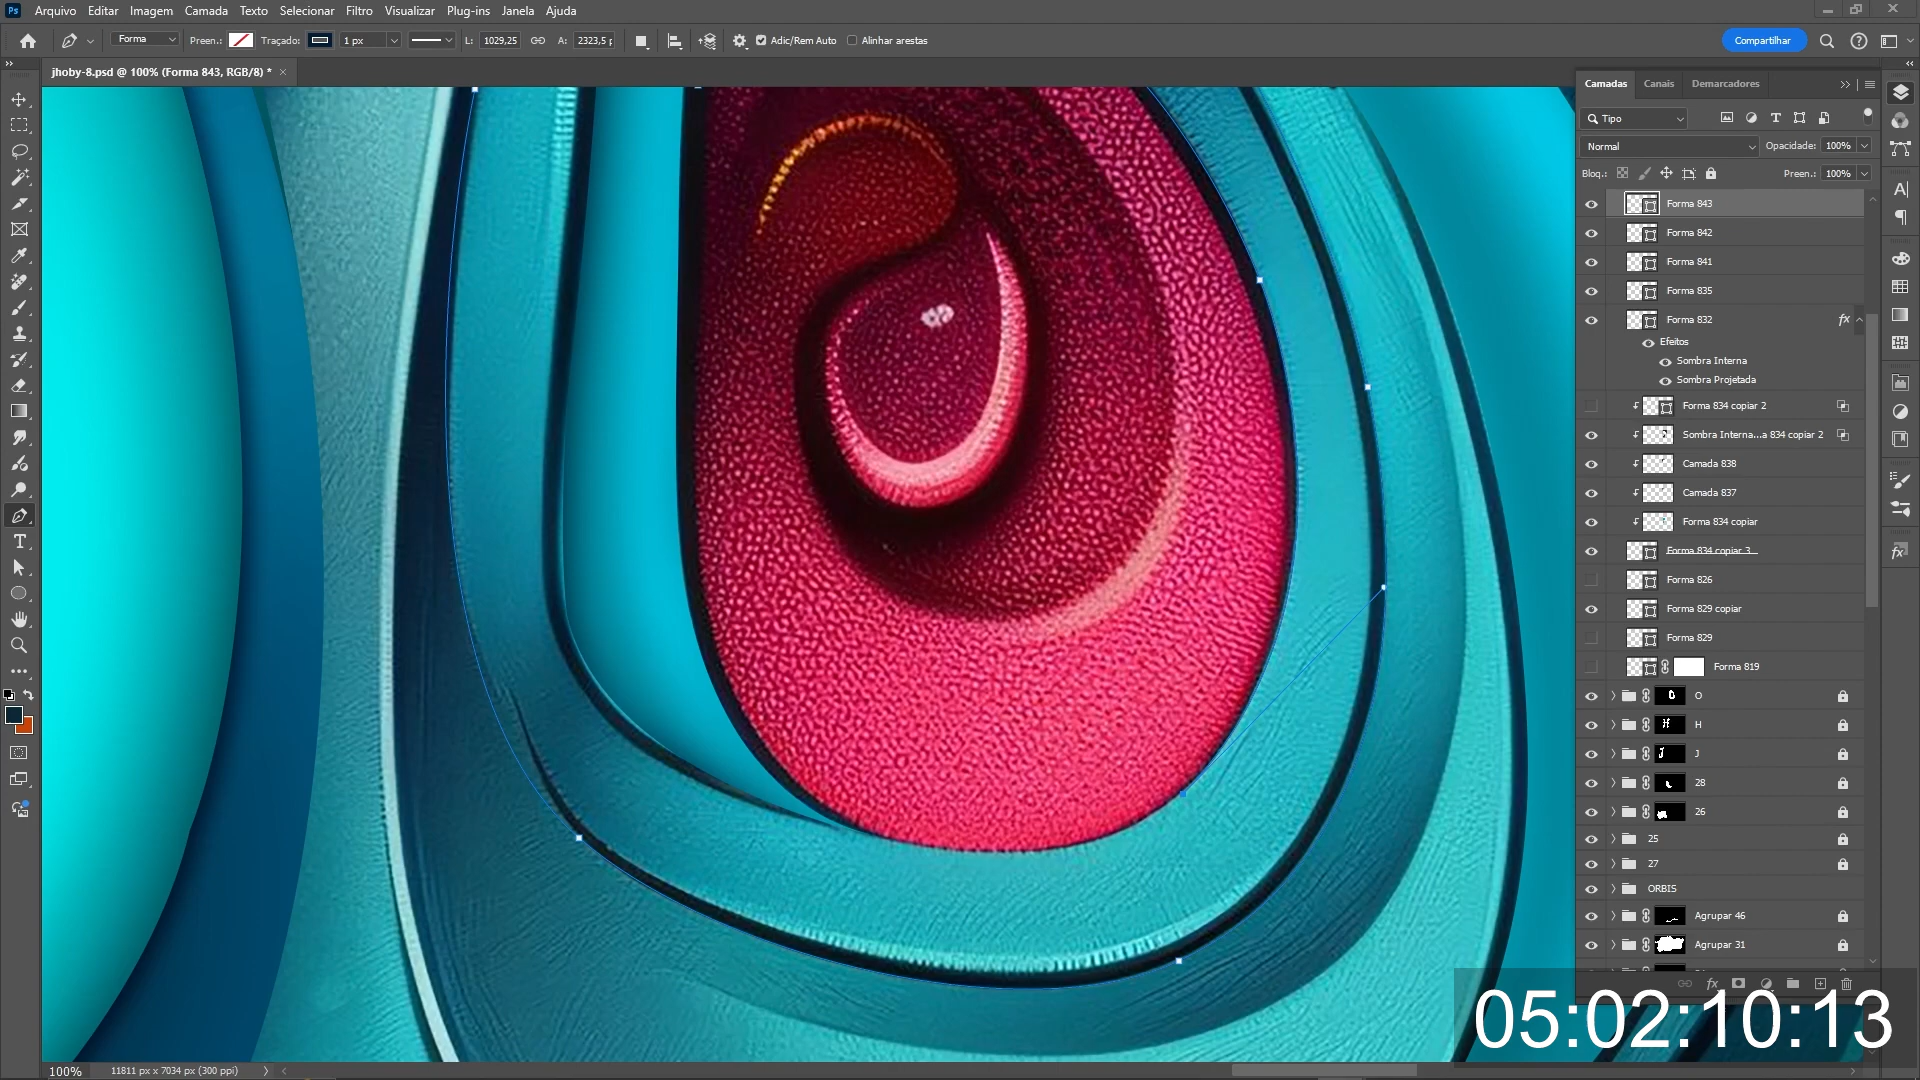 Ps Arquivo Editar Imagem Camada Texto Selecionar Filtro Visualizar Plug-ins Janela Ajuda
Forma Preen.: Traçado: 1 px L: 1029,25 A: 2323,5 Adic/Rem Auto Alinhar arestas Compartilhar
jhoby-8.psd @ 100% (Forma 843, RGB/8) *
Camadas Canais Demarcadores
Tipo
Normal Opacidade: 100%
Bloq.: Preen.: 100%
Forma 843
Forma 842
Forma 841
Forma 835
Forma 832 fx
Efeitos
Sombra Interna
Sombra Projetada
Forma 834 copiar 2
Sombra Interna...a 834 copiar 2
Camada 838
Camada 837
Forma 834 copiar
Forma 834 copiar 3
Forma 826
Forma 829 copiar
Forma 829
Forma 819
O
H
J
28
26
25
27
ORBIS
Agrupar 46
Agrupar 31
fx
05:02:10:13
100% 11811 px x 7034 px (300 ppi)